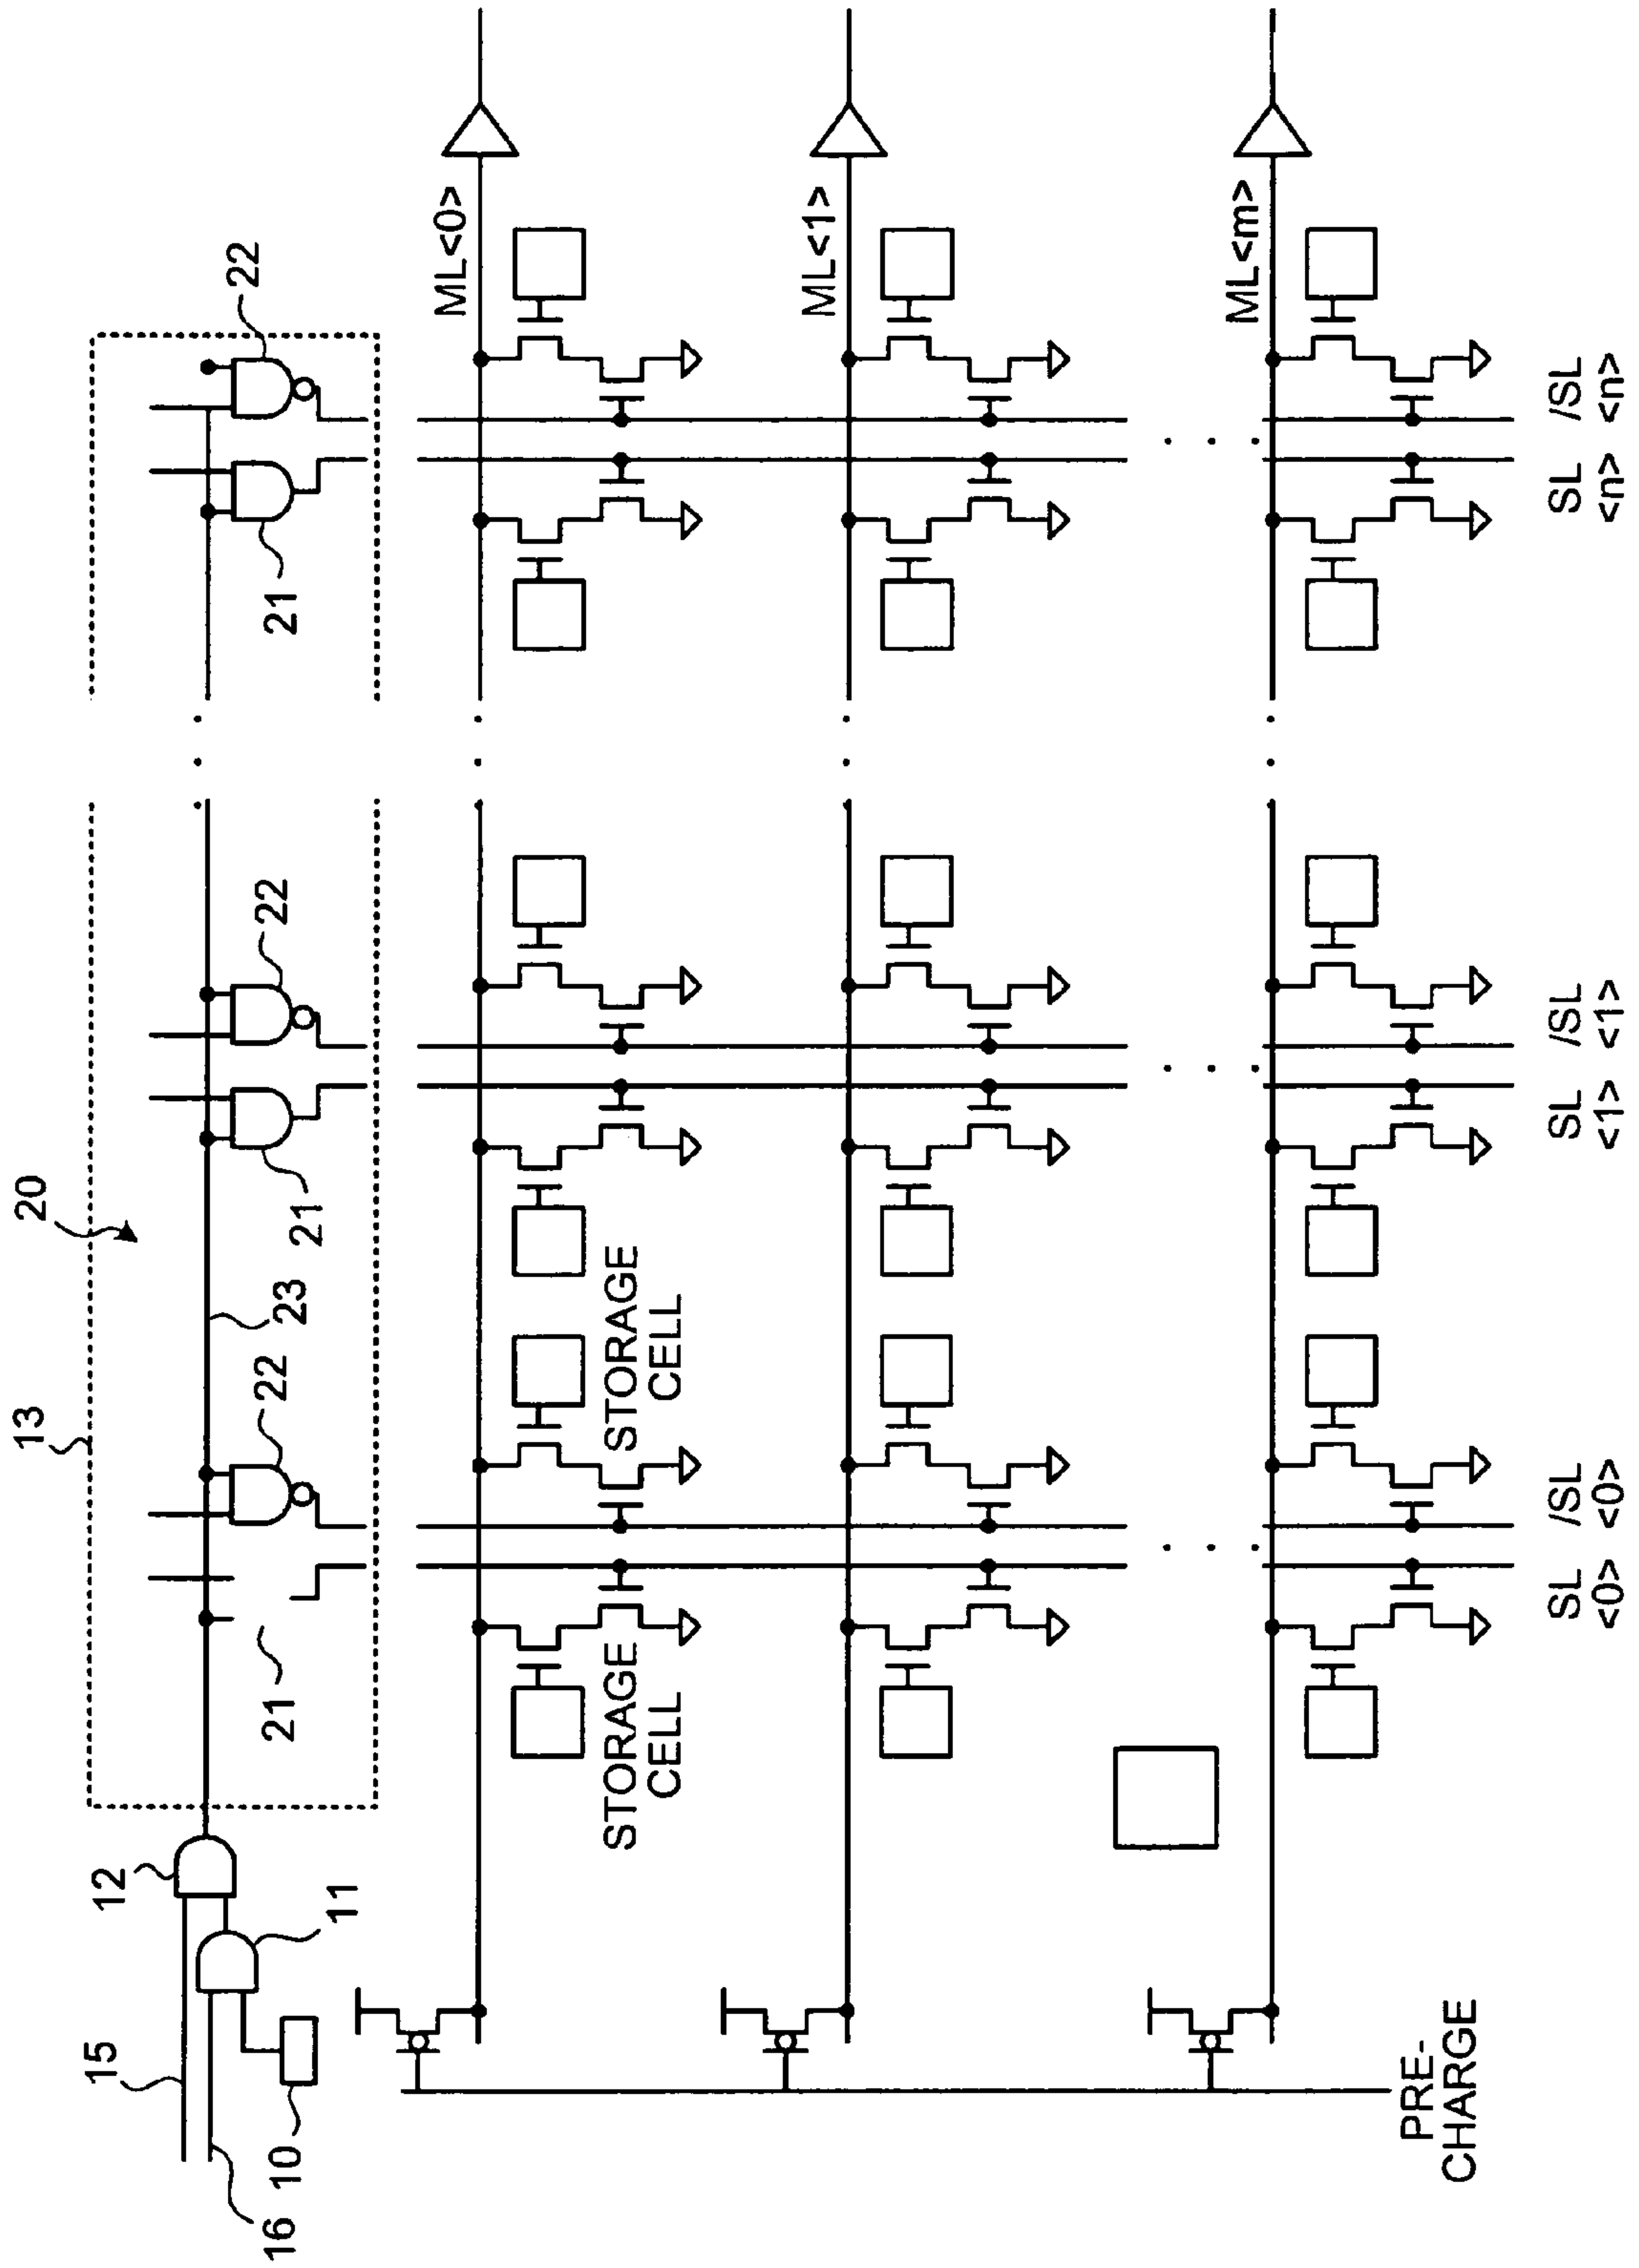 20
13
12
15
16
10
11
21
22
23
21
22
21
22
ML<0>
STORAGE
CELL
STORAGE
CELL
ML<1>
ML<m>
PRE-
CHARGE
SL
<0>
/SL
<0>
SL
<1>
/SL
<1>
SL
<n>
/SL
<n>